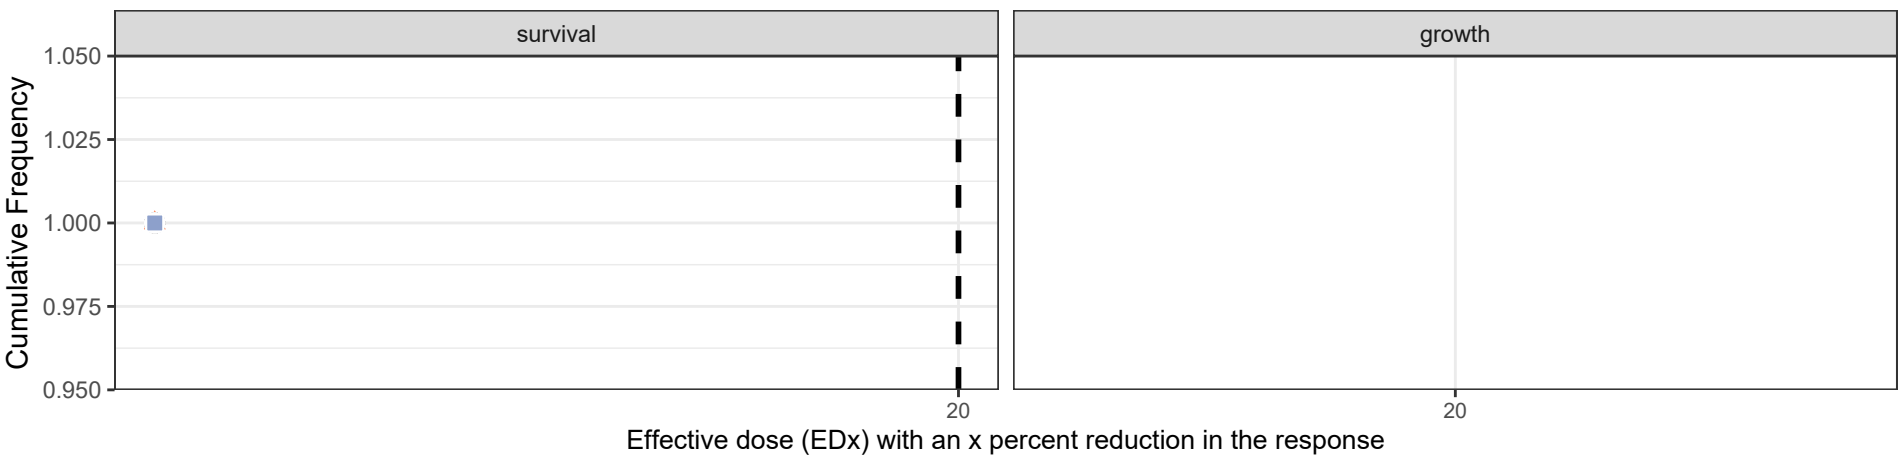 survival
growth
1.050
1.025
1.000
0.975
0.950
Cumulative Frequency
20
20
Effective dose (EDx) with an x percent reduction in the response